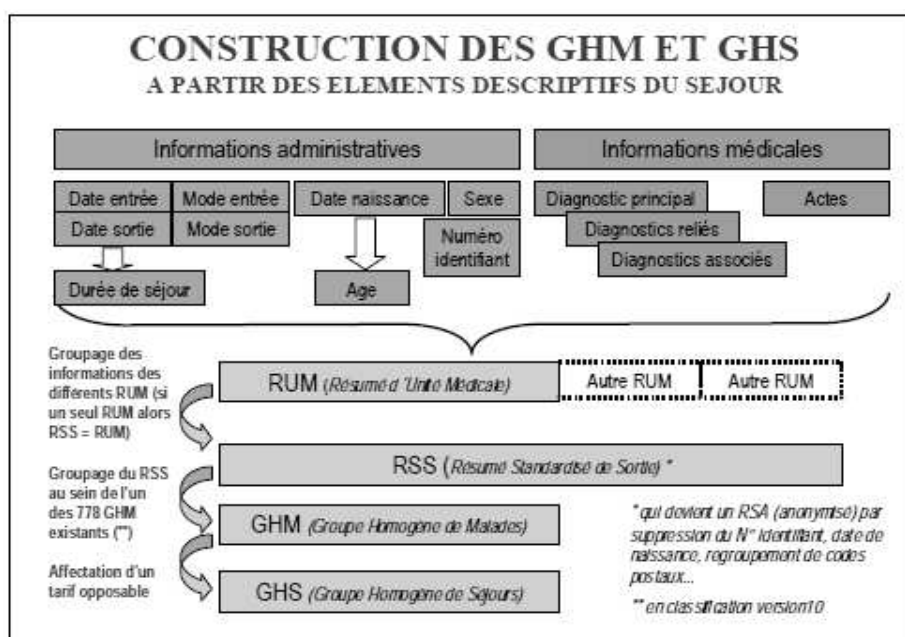 CONSTRUCTION DES GHM ET GHS
A PARTIR DES ELEMENTS DESCRIPTIFS DU SEJOUR
Informations administratives
Informations médicales
Date entrée
Mode entrée
Date naissance
Sexe
Diagnostic principal
Actes
Date sortie
Mode sortie
Numéro
identifiant
Diagnostics reliés
Diagnostics associés
Durée de séjour
Age
Groupage des
informations des
différents RUM (si
un seul RUM alors
RSS = RUM)
RUM (Résumé d'Unité Médicale)
Autre RUM
Autre RUM
RSS (Résumé Standardisé de Sortie) *
Groupage du RSS
au sein de l'un
des 778 GHM
existants (**)
GHM (Groupe Homogène de Malades)
* qui devient un RSA (anonymisé) par
suppression du N° identifiant, date de
naissance, regroupement de codes
postaux...
Affectation d'un
tarif opposable
GHS (Groupe Homogène de Séjours)
** en classification version10